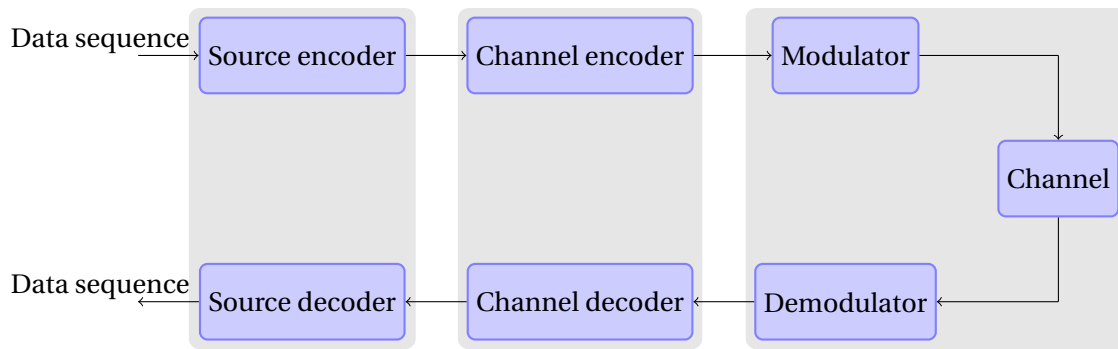 Data sequence
Source encoder
Channel encoder
Modulator
Channel
Data sequence
Source decoder
Channel decoder
Demodulator